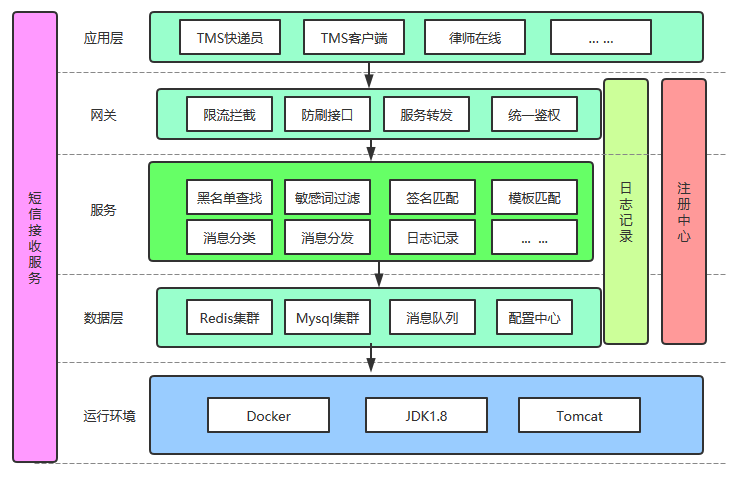 短信接收服务
应用层
TMS快递员
TMS客户端
律师在线
... ...
网关
限流拦截
防刷接口
服务转发
统一鉴权
服务
黑名单查找
敏感词过滤
签名匹配
模板匹配
消息分类
消息分发
日志记录
... ...
数据层
Redis集群
Mysql集群
消息队列
配置中心
运行环境
Docker
JDK1.8
Tomcat
日志记录
注册中心